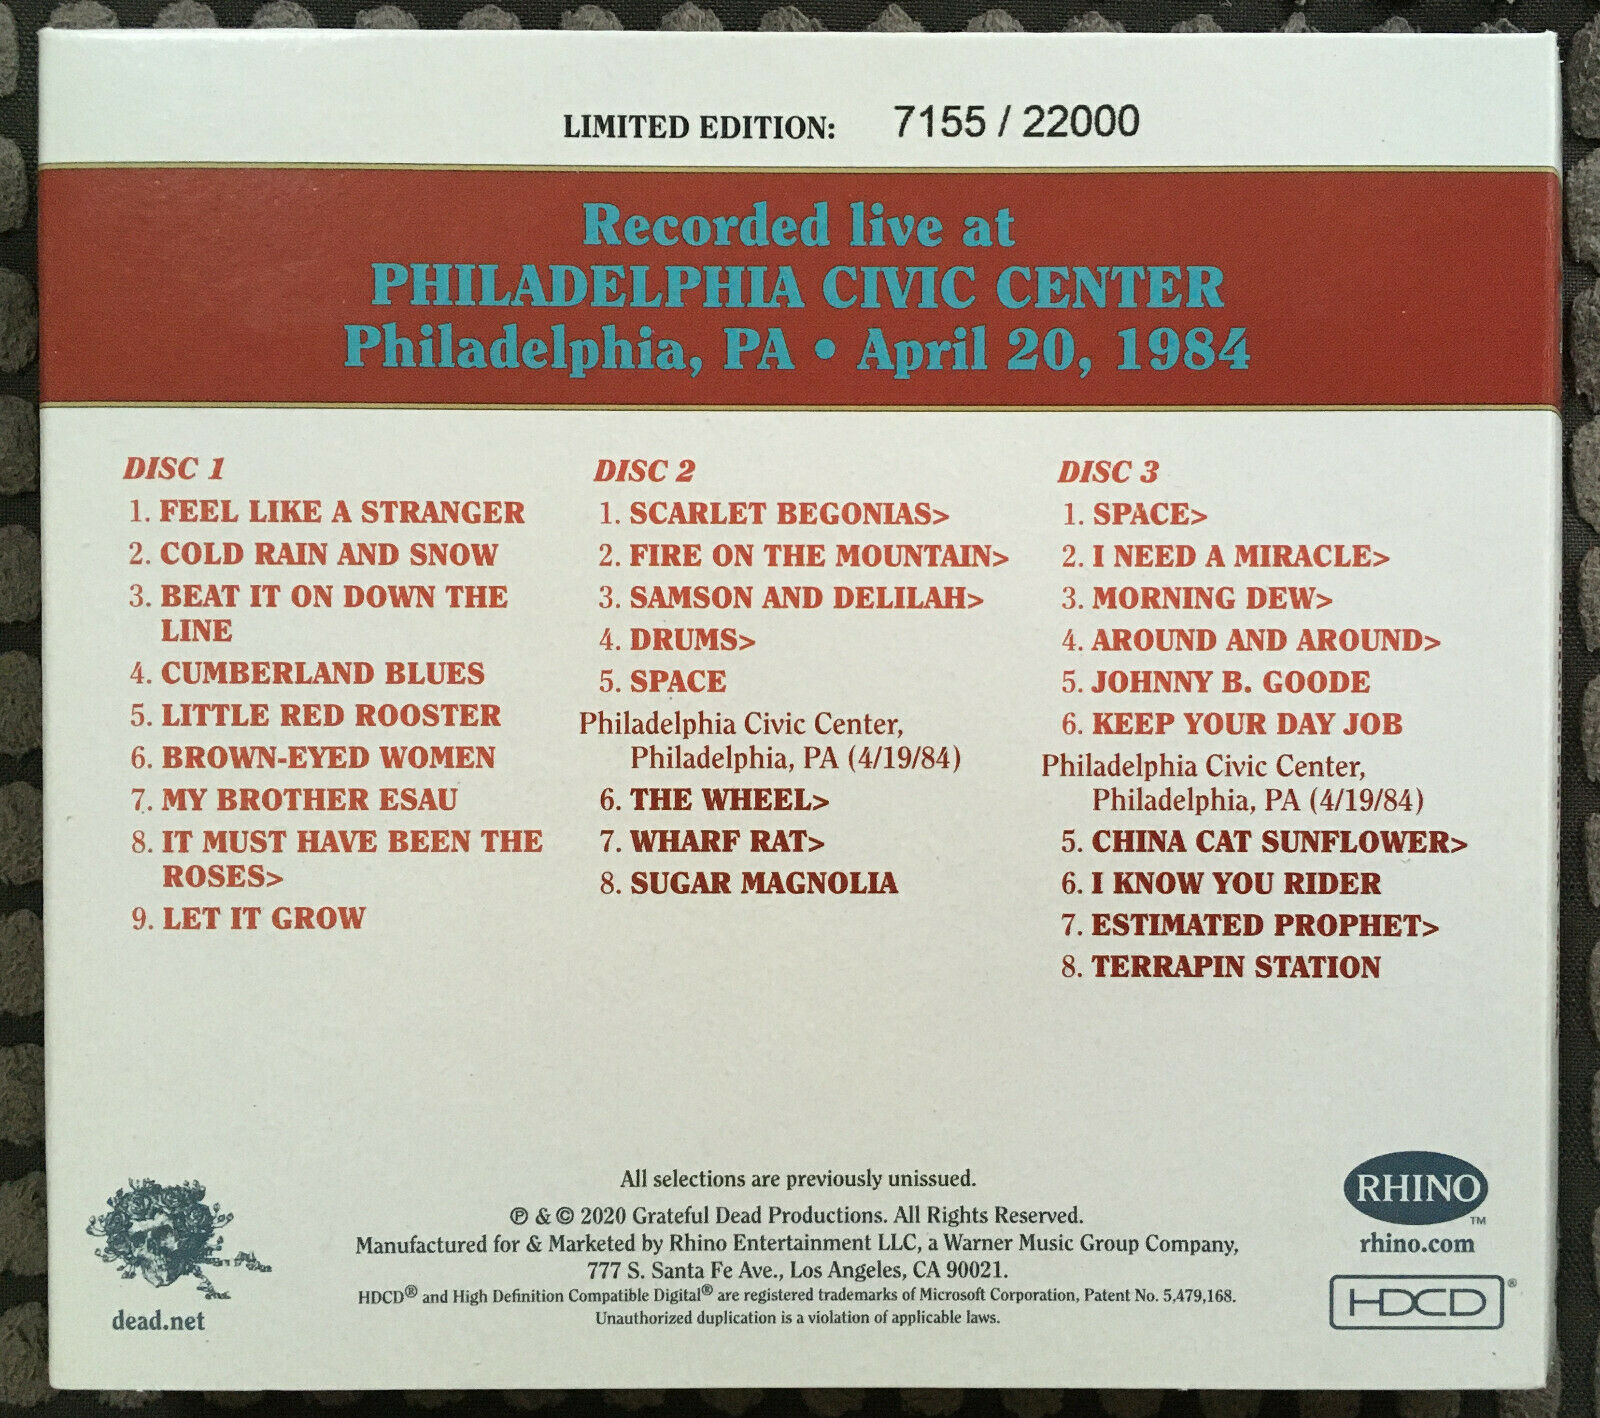 LIMITED EDITION: 7155 / 22000
Recorded live at
PHILADELPHIA CIVIC CENTER
Philadelphia, PA • April 20, 1984
DISC 1
1. FEEL LIKE A STRANGER
2. COLD RAIN AND SNOW
3. BEAT IT ON DOWN THE
LINE
4. CUMBERLAND BLUES
5. LITTLE RED ROOSTER
6. BROWN-EYED WOMEN
7. MY BROTHER ESAU
8. IT MUST HAVE BEEN THE
ROSES>
9. LET IT GROW
DISC 2
1. SCARLET BEGONIAS>
2. FIRE ON THE MOUNTAIN>
3. SAMSON AND DELILAH>
4. DRUMS>
5. SPACE
Philadelphia Civic Center,
Philadelphia, PA (4/19/84)
6. THE WHEEL>
7. WHARF RAT>
8. SUGAR MAGNOLIA
DISC 3
1. SPACE>
2. I NEED A MIRACLE>
3. MORNING DEW>
4. AROUND AND AROUND>
5. JOHNNY B. GOODE
6. KEEP YOUR DAY JOB
Philadelphia Civic Center,
Philadelphia, PA (4/19/84)
5. CHINA CAT SUNFLOWER>
6. I KNOW YOU RIDER
7. ESTIMATED PROPHET>
8. TERRAPIN STATION
dead.net
All selections are previously unissued.
℗ & © 2020 Grateful Dead Productions. All Rights Reserved.
Manufactured for & Marketed by Rhino Entertainment LLC, a Warner Music Group Company,
777 S. Santa Fe Ave., Los Angeles, CA 90021.
HDCD® and High Definition Compatible Digital® are registered trademarks of Microsoft Corporation, Patent No. 5,479,168.
Unauthorized duplication is a violation of applicable laws.
RHINO™
rhino.com
HDCD®